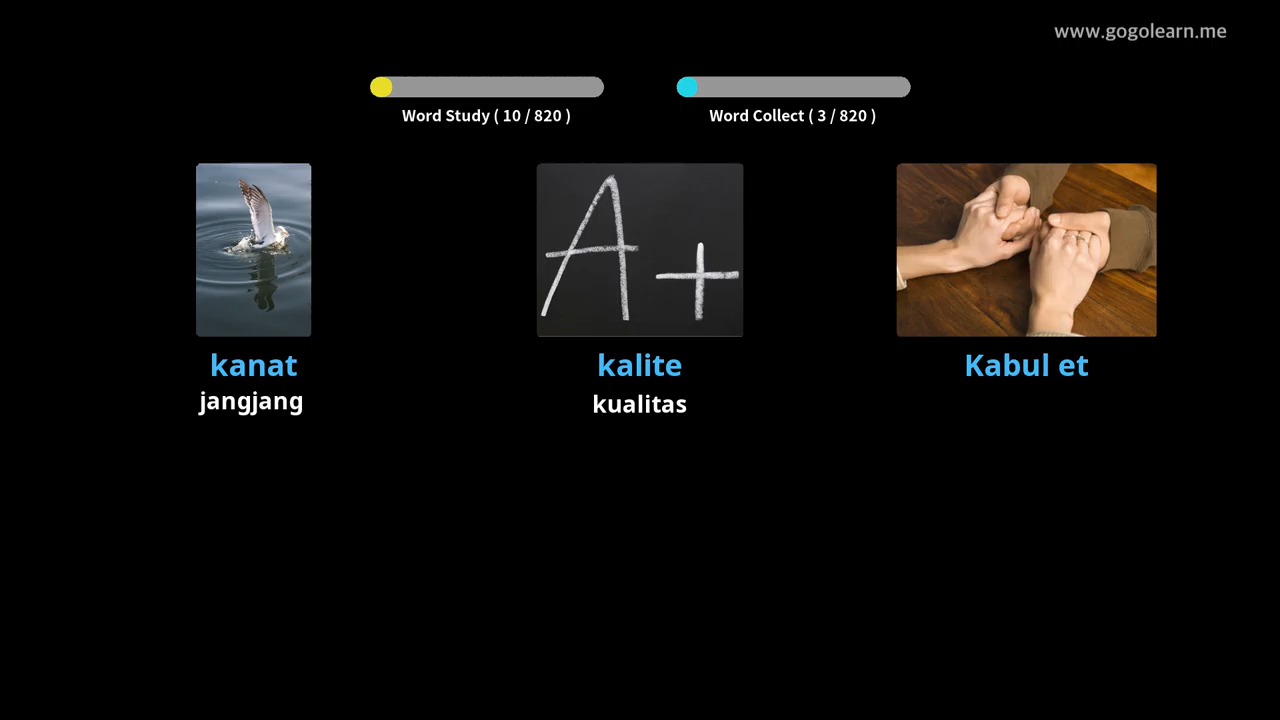 www.gogolearn.me
Word Study ( 10 / 820 )
Word Collect ( 3 / 820 )
A+
kanat
kalite
Kabul et
jangjang
kualitas